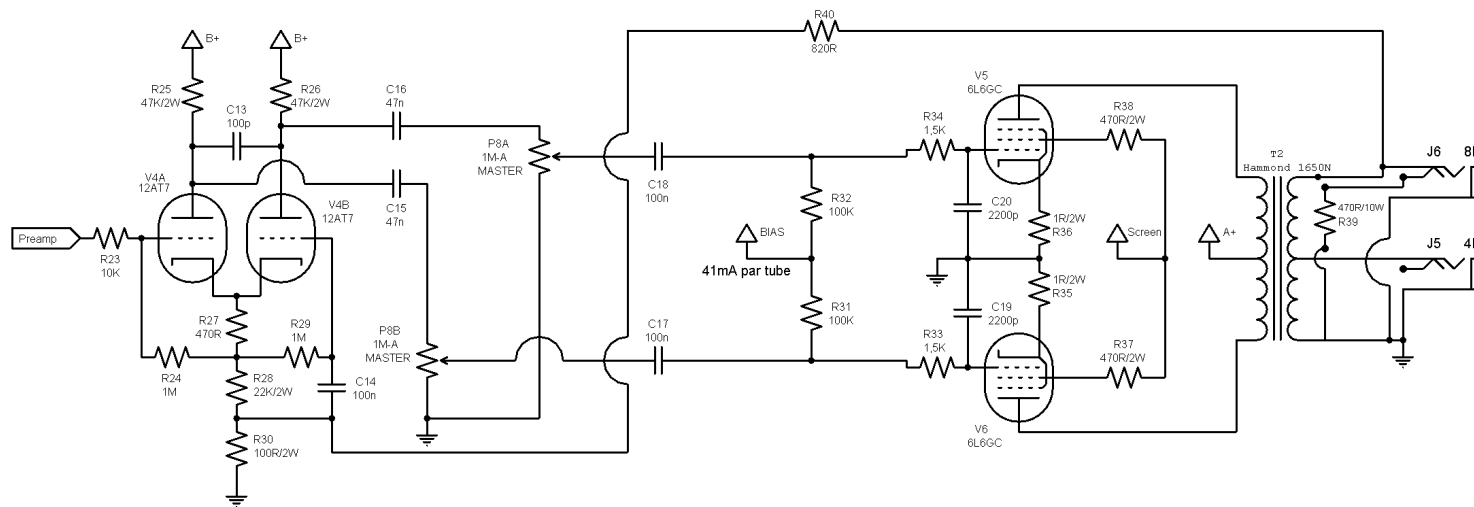 R40
820R
B+
B+
R25
47K/2W
R26
47K/2W
C13
100p
C16
47n
V4A
12AT7
V4B
12AT7
C15
47n
P8A
1M-A
MASTER
Preamp
R23
10K
R27
470R
R29
1M
R24
1M
R28
22K/2W
C14
100n
R30
100R/2W
P8B
1M-A
MASTER
C18
100n
C17
100n
R32
100K
BIAS
41mA par tube
R31
100K
R34
1,5K
R33
1,5K
V5
6L6GC
C20
2200p
1R/2W
R36
1R/2W
R35
C19
2200p
V6
6L6GC
R38
470R/2W
Screen
R37
470R/2W
A+
T2
Hammond 1650N
470R/10W
R39
J6
J5